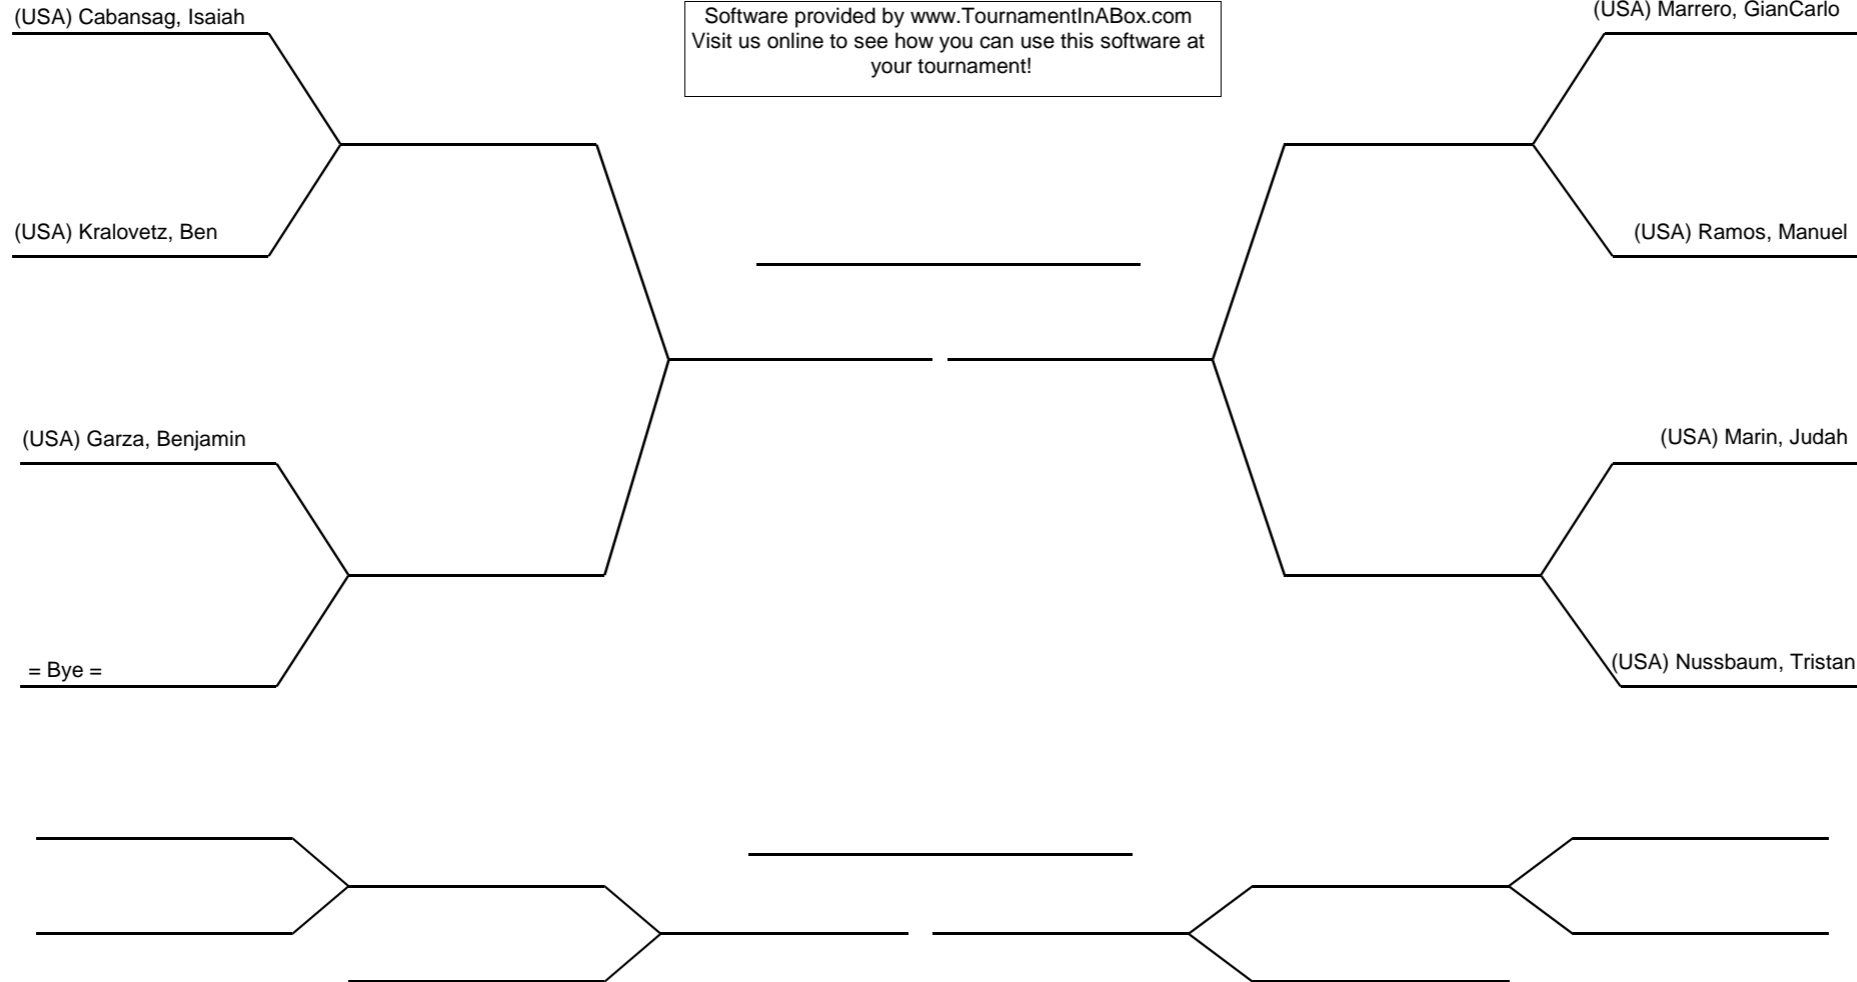 (USA) Cabansag, Isaiah
Software provided by www.TournamentInABox.com
Visit us online to see how you can use this software at
your tournament!
(USA) Marrero, GianCarlo
(USA) Kralovetz, Ben
(USA) Ramos, Manuel
(USA) Garza, Benjamin
(USA) Marin, Judah
= Bye =
(USA) Nussbaum, Tristan